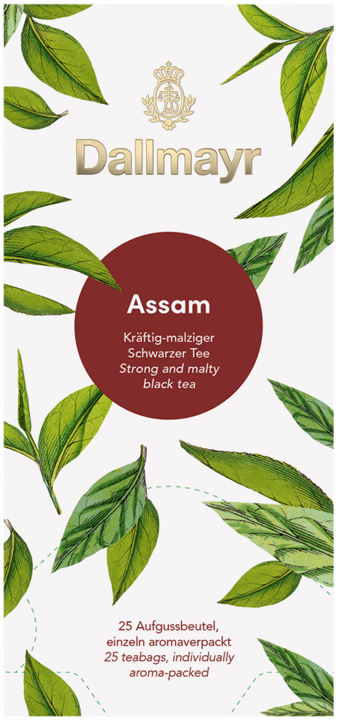 Dallmayr
Assam
Kräftig-malziger
Schwarzer Tee
Strong and malty
black tea
25 Aufgussbeutel,
einzeln aromaverpackt
25 teabags, individually
aroma-packed